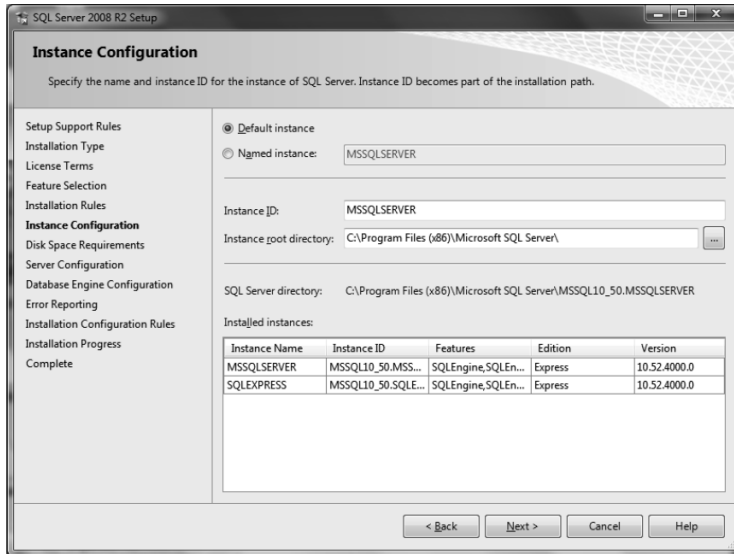 SQL Server 2008 R2 Setup
Instance Configuration
Specify the name and instance ID for the instance of SQL Server. Instance ID becomes part of the installation path.
Setup Support Rules
Installation Type
License Terms
Feature Selection
Installation Rules
Instance Configuration
Disk Space Requirements
Server Configuration
Database Engine Configuration
Error Reporting
Installation Configuration Rules
Installation Progress
Complete
Default instance
Named instance: MSSQLSERVER
Instance ID: MSSQLSERVER
Instance root directory: C:\Program Files (x86)\Microsoft SQL Server\ ...
SQL Server directory: C:\Program Files (x86)\Microsoft SQL Server\MSSQL10_50.MSSQLSERVER
Installed instances:
Instance Name Instance ID Features Edition Version
MSSQLSERVER MSSQL10_50.MSS... SQLEngine,SQLEn... Express 10.52.4000.0
SQLEXPRESS MSSQL10_50.SQLE... SQLEngine,SQLEn... Express 10.52.4000.0
< Back Next > Cancel Help